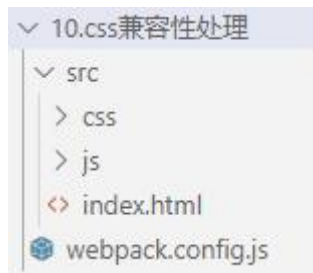 10.css兼容性处理
src
css
js
index.html
webpack.config.js